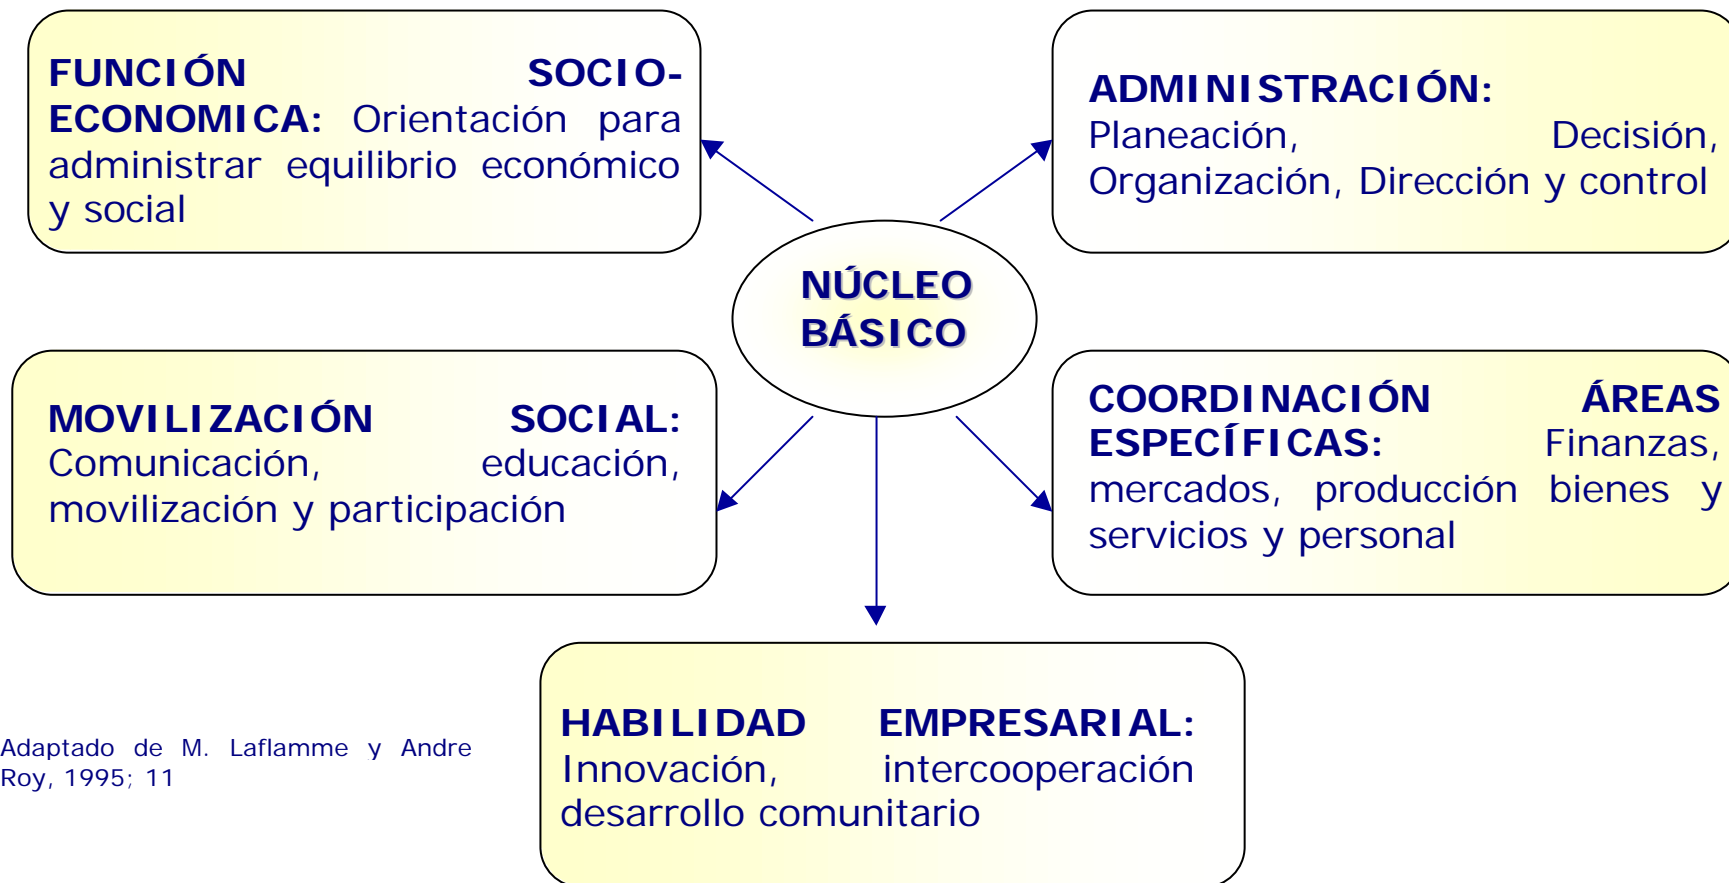 FUNCIÓN SOCIO-
ECONOMICA: Orientación para
administrar equilibrio económico
y social
ADMINISTRACIÓN:
Planeación, Decisión,
Organización, Dirección y control
NÚCLEO
BÁSICO
MOVILIZACIÓN SOCIAL:
Comunicación, educación,
movilización y participación
COORDINACIÓN ÁREAS
ESPECÍFICAS: Finanzas,
mercados, producción bienes y
servicios y personal
HABILIDAD EMPRESARIAL:
Innovación, intercooperación
desarrollo comunitario
Adaptado de M. Laflamme y Andre
Roy, 1995; 11